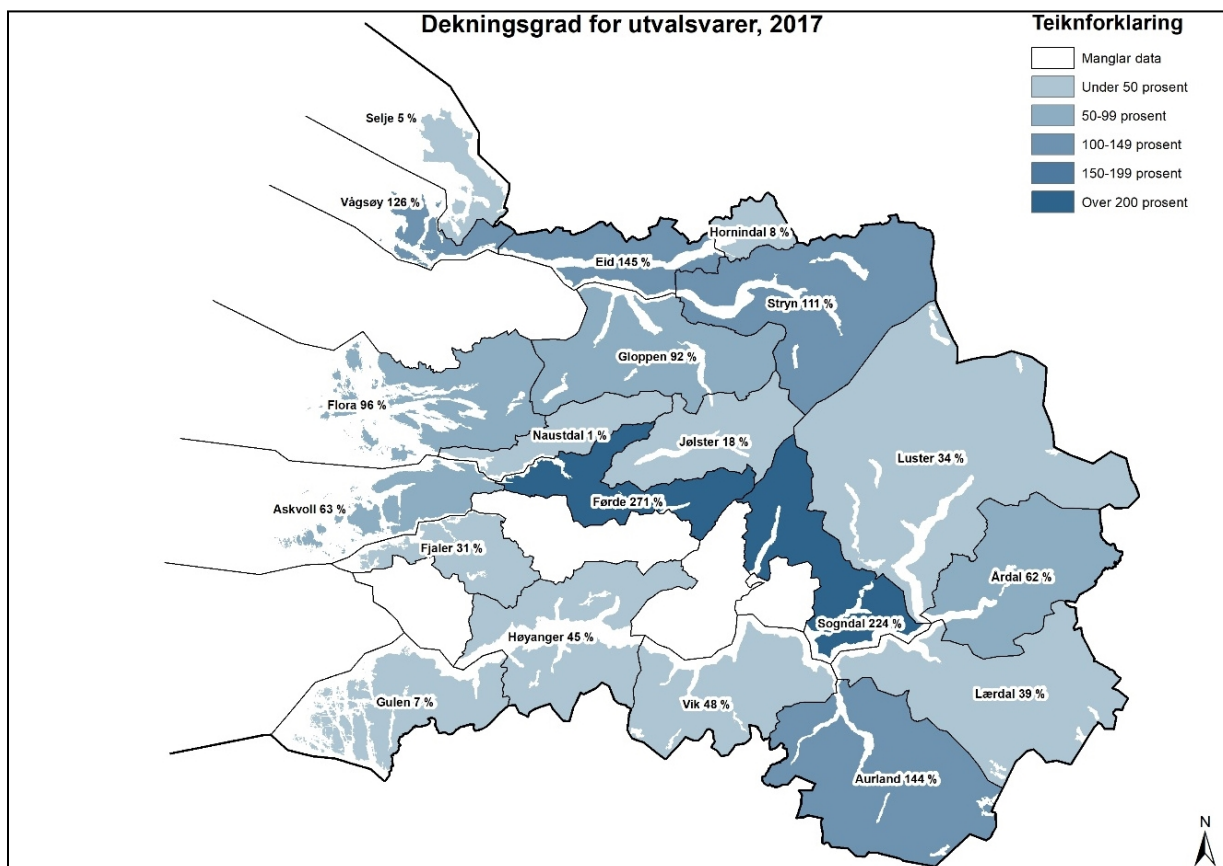 Dekningsgrad for utvalsvarer, 2017
Teiknforklaring
Manglar data
Under 50 prosent
50-99 prosent
100-149 prosent
150-199 prosent
Over 200 prosent
Selje 5 %
Vågsøy 126 %
Hornindal 8 %
Eid 145 %
Stryn 111 %
Gloppen 92 %
Flora 96 %
Naustdal 1 %
Jølster 18 %
Luster 34 %
Førde 271 %
Askvoll 63 %
Fjaler 31 %
Årdal 62 %
Sogndal 224 %
Høyanger 45 %
Lærdal 39 %
Gulen 7 %
Vik 48 %
Aurland 144 %
N